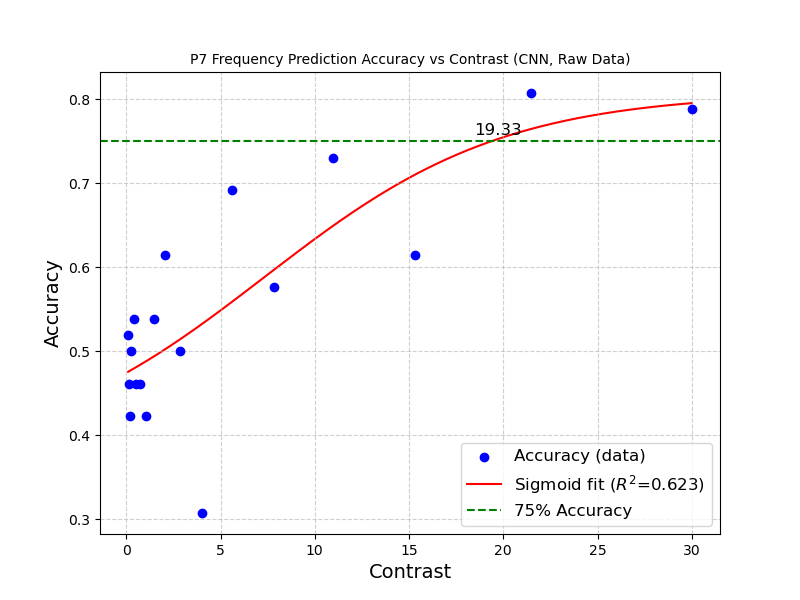 P7 Frequency Prediction Accuracy vs Contrast (CNN, Raw Data)
0.8
19.33
0.7
0.6
Accuracy
0.5
0.4
Accuracy (data)
Sigmoid fit (R²=0.623)
75% Accuracy
0.3
0 5 10 15 20 25 30
Contrast